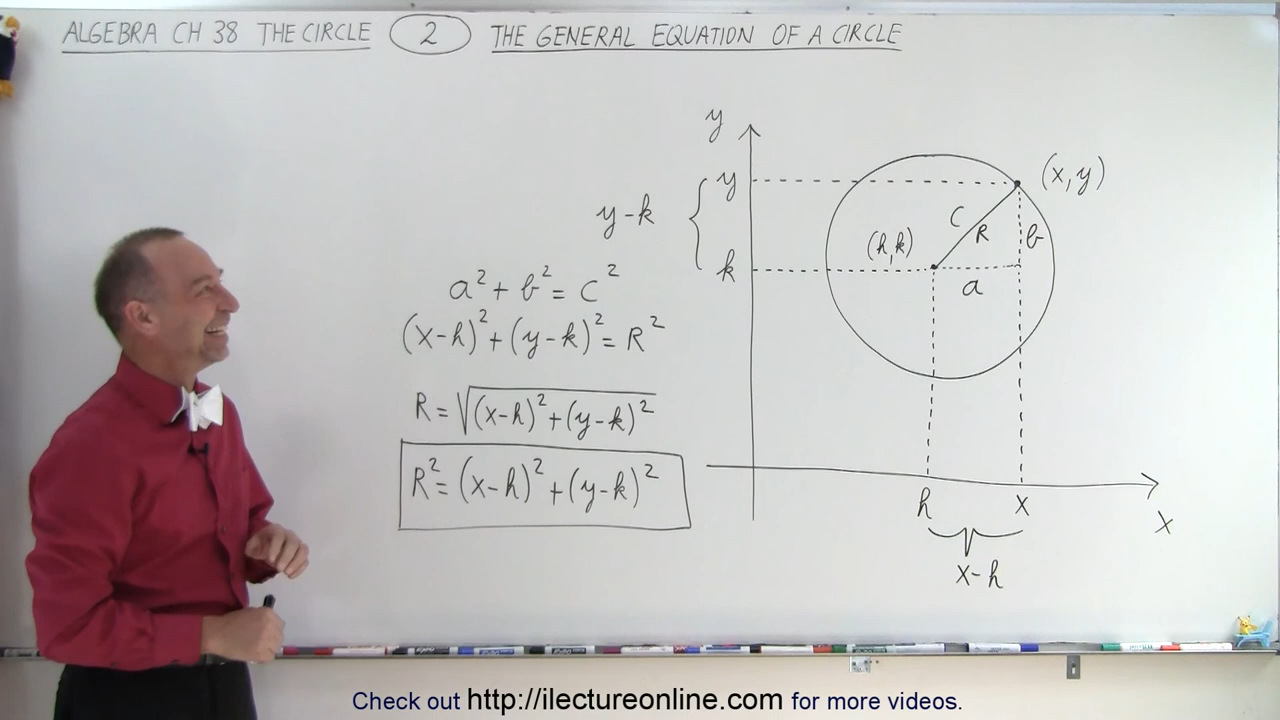 ALGEBRA CH 38 THE CIRCLE 2 THE GENERAL EQUATION OF A CIRCLE
y
y
(x,y)
y-k
C
R
b
(h,k)
k
a
a² + b² = C²
(x-h)² + (y-k)² = R²
R = √(x-h)² + (y-k)²
R² = (x-h)² + (y-k)²
h
x
x
x-h
Check out http://ilectureonline.com for more videos.